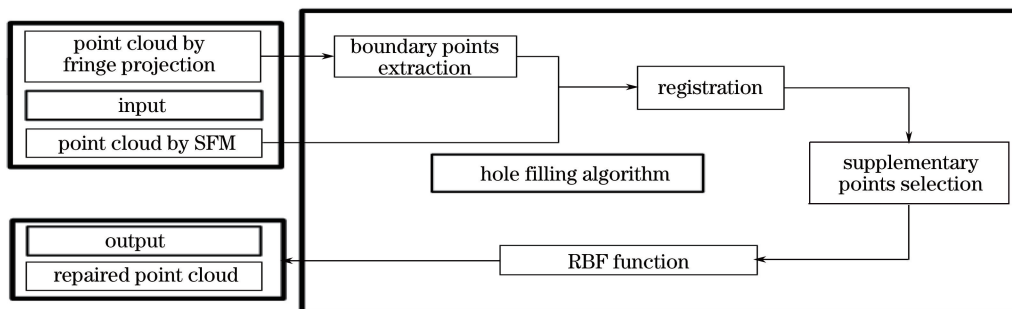 point cloud by
fringe projection
input
point cloud by SFM
boundary points
extraction
registration
hole filling algorithm
supplementary
points selection
output
repaired point cloud
RBF function